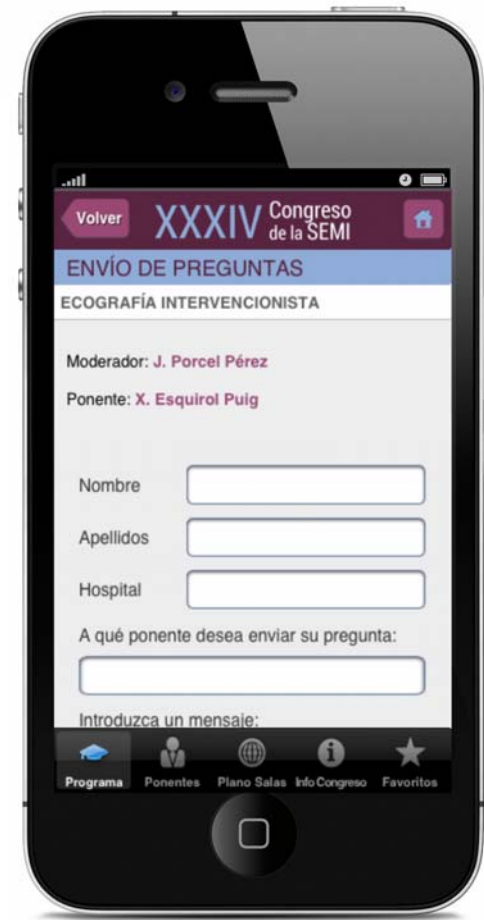 Volver
XXXIV Congreso
de la SEMI
ENVÍO DE PREGUNTAS
ECOGRAFÍA INTERVENCIONISTA
Moderador: J. Porcel Pérez
Ponente: X. Esquirol Puig
Nombre
Apellidos
Hospital
A qué ponente desea enviar su pregunta:
Introduzca un mensaje:
Programa Ponentes Plano Salas Info Congreso Favoritos